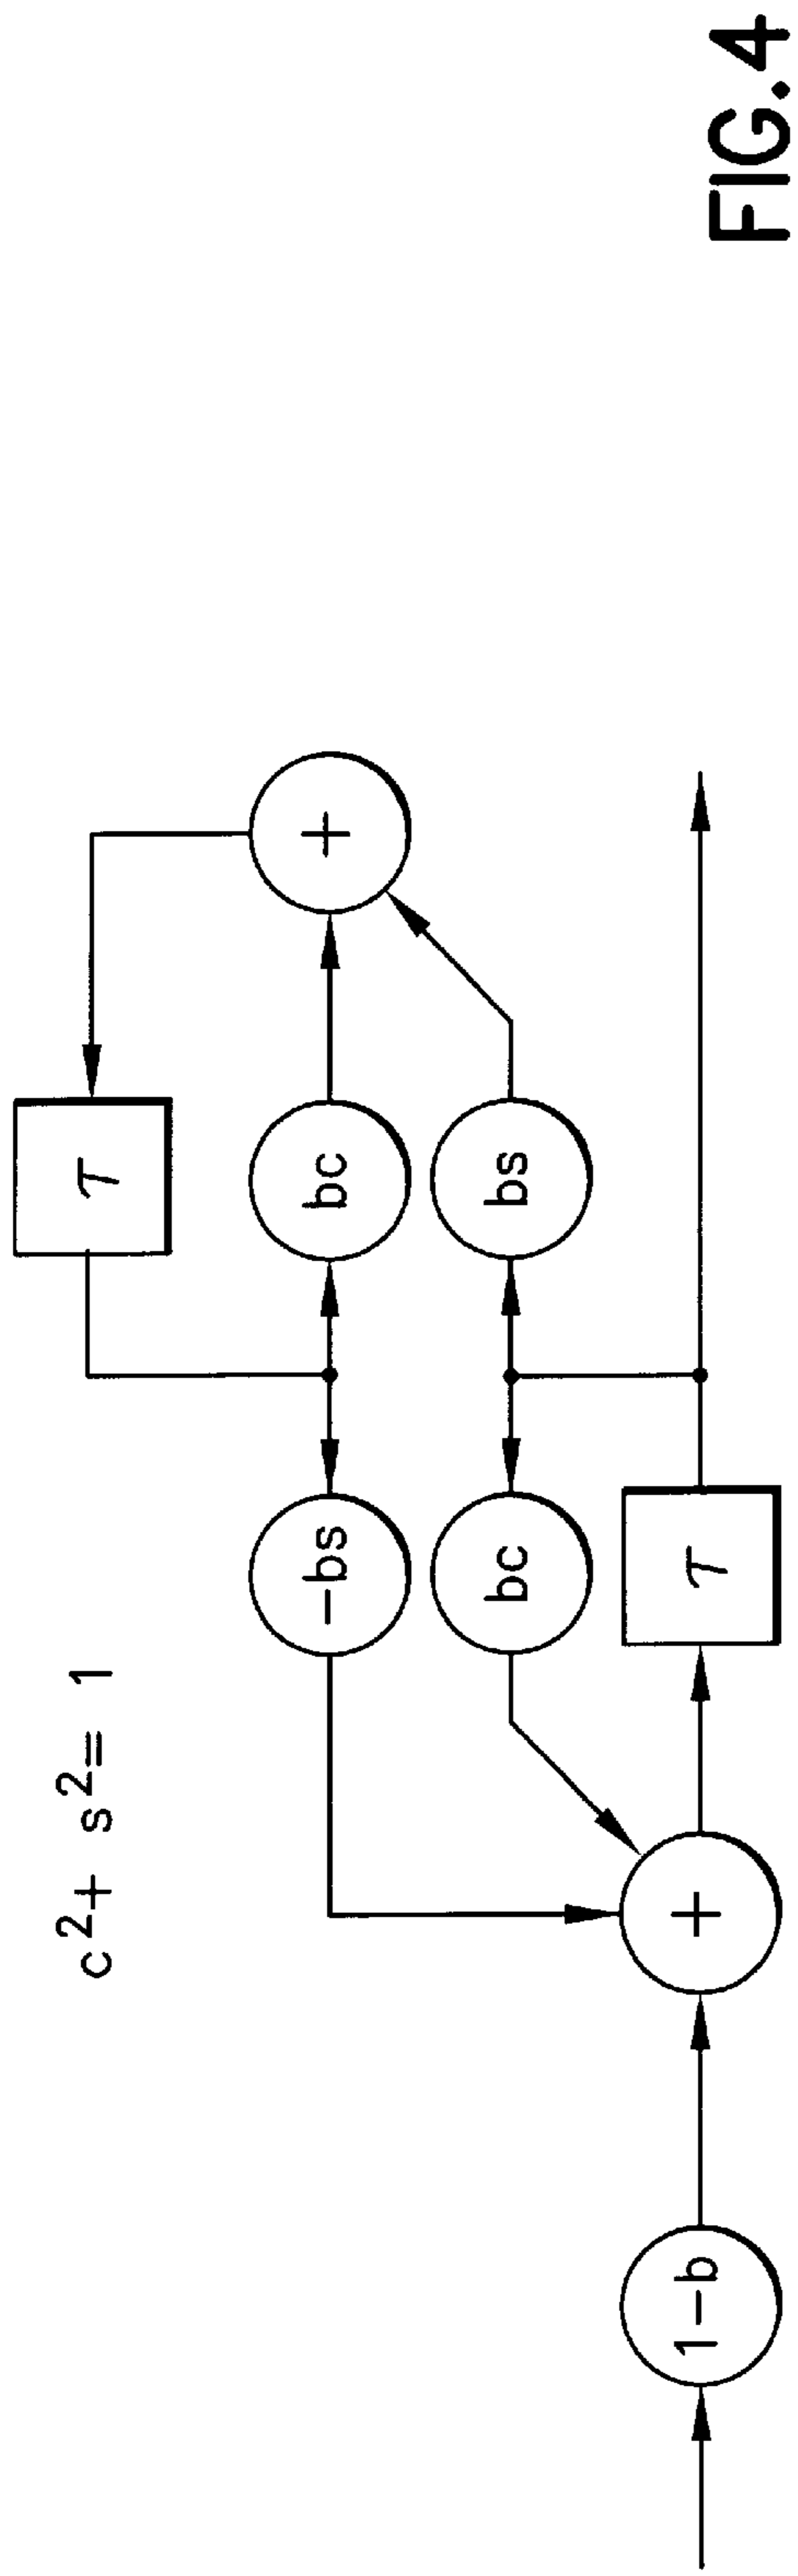 c²+ s²= 1
τ
-bs
bc
+
bc
bs
1-b
+
τ
FIG.4